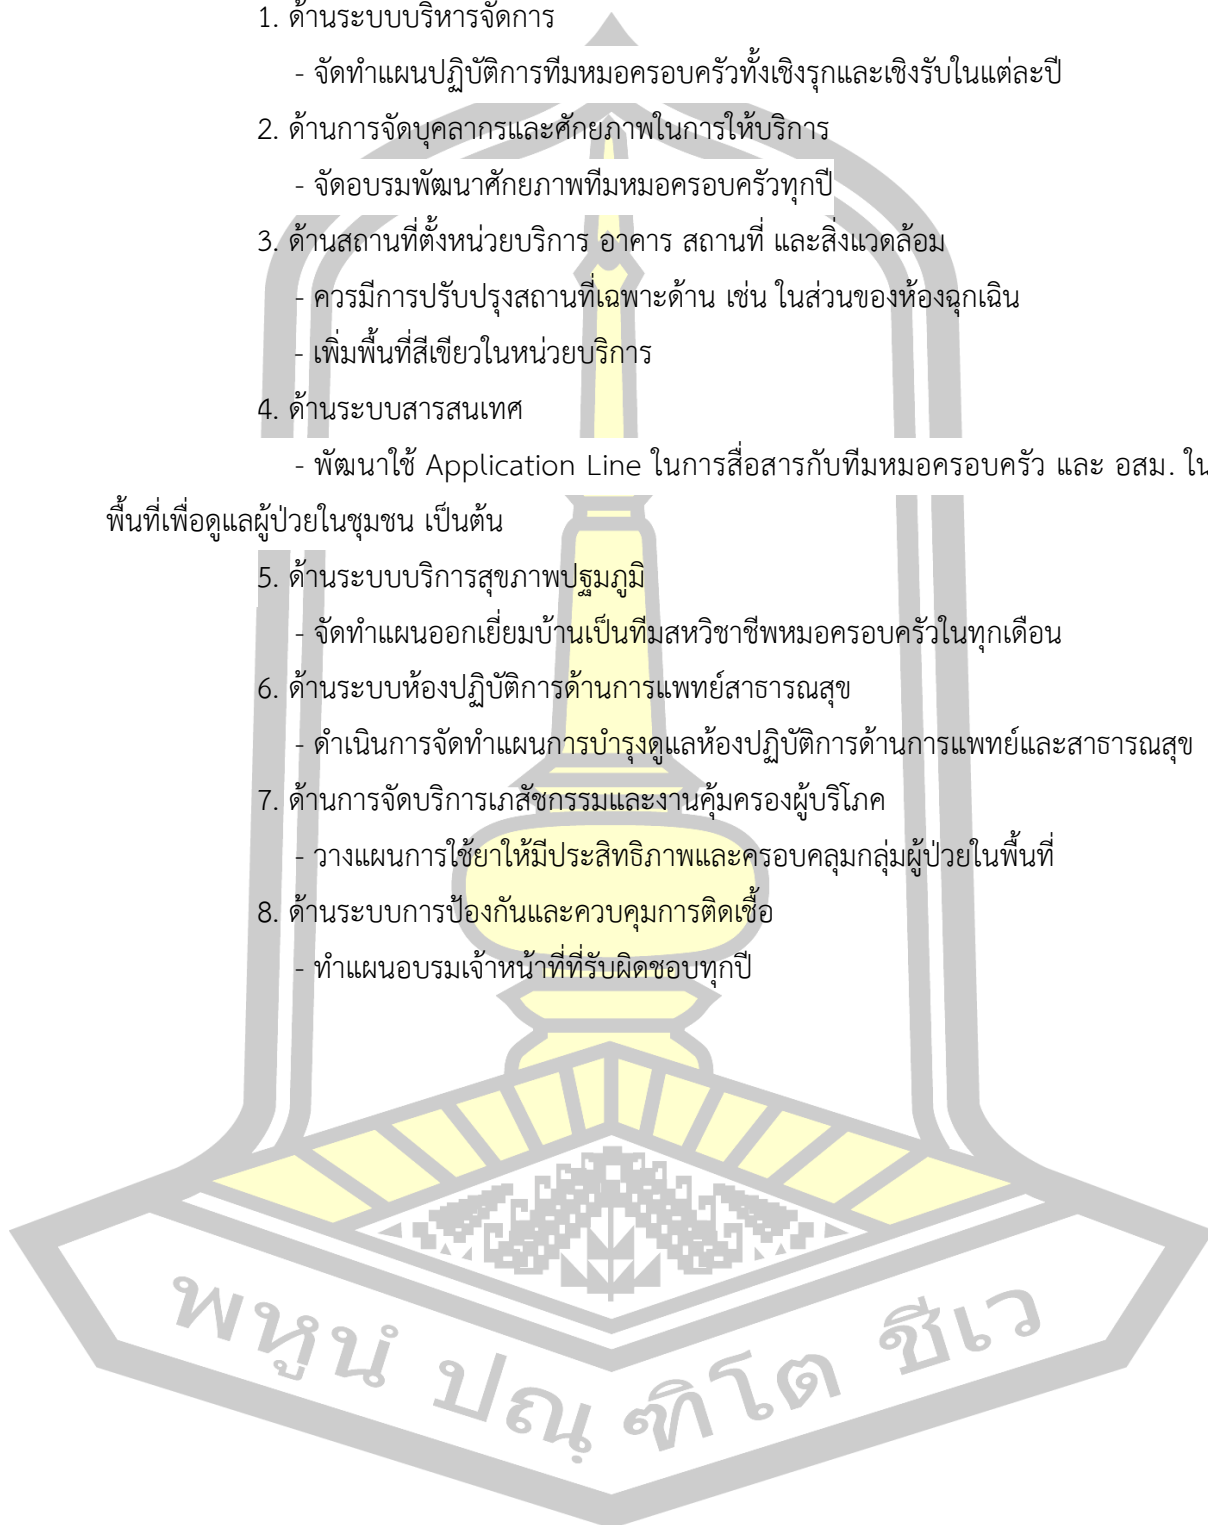 1. ด้านระบบบริหารจัดการ
- จัดทำแผนปฏิบัติการทีมหมอครอบครัวทั้งเชิงรุกและเชิงรับในแต่ละปี
2. ด้านการจัดบุคลากรและศักยภาพในการให้บริการ
- จัดอบรมพัฒนาศักยภาพทีมหมอครอบครัวทุกปี
3. ด้านสถานที่ตั้งหน่วยบริการ อาคาร สถานที่ และสิ่งแวดล้อม
- ควรมีการปรับปรุงสถานที่เฉพาะด้าน เช่น ในส่วนของห้องฉุกเฉิน
- เพิ่มพื้นที่สีเขียวในหน่วยบริการ
4. ด้านระบบสารสนเทศ
- พัฒนาใช้ Application Line ในการสื่อสารกับทีมหมอครอบครัว และ อสม. ใน
พื้นที่เพื่อดูแลผู้ป่วยในชุมชน เป็นต้น
5. ด้านระบบบริการสุขภาพปฐมภูมิ
- จัดทำแผนออกเยี่ยมบ้านเป็นทีมสหวิชาชีพหมอครอบครัวในทุกเดือน
6. ด้านระบบห้องปฏิบัติการด้านการแพทย์สาธารณสุข
- ดำเนินการจัดทำแผนการบำรุงดูแลห้องปฏิบัติการด้านการแพทย์และสาธารณสุข
7. ด้านการจัดบริการเภสัชกรรมและงานคุ้มครองผู้บริโภค
- วางแผนการใช้ยาให้มีประสิทธิภาพและครอบคลุมกลุ่มผู้ป่วยในพื้นที่
8. ด้านระบบการป้องกันและควบคุมการติดเชื้อ
- ทำแผนอบรมเจ้าหน้าที่ที่รับผิดชอบทุกปี
พหูนํ ปณฺ ฑิโต ชีเว